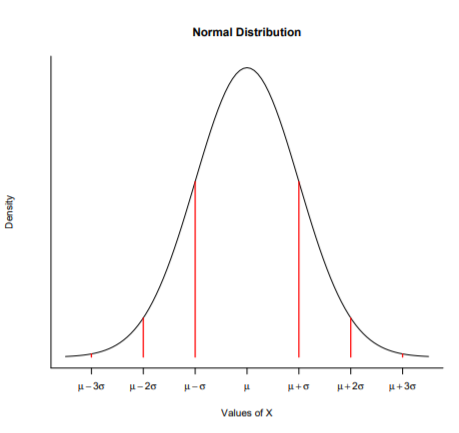 Normal Distribution
Density
μ − 3σ μ − 2σ μ − σ μ μ + σ μ + 2σ μ + 3σ
Values of X